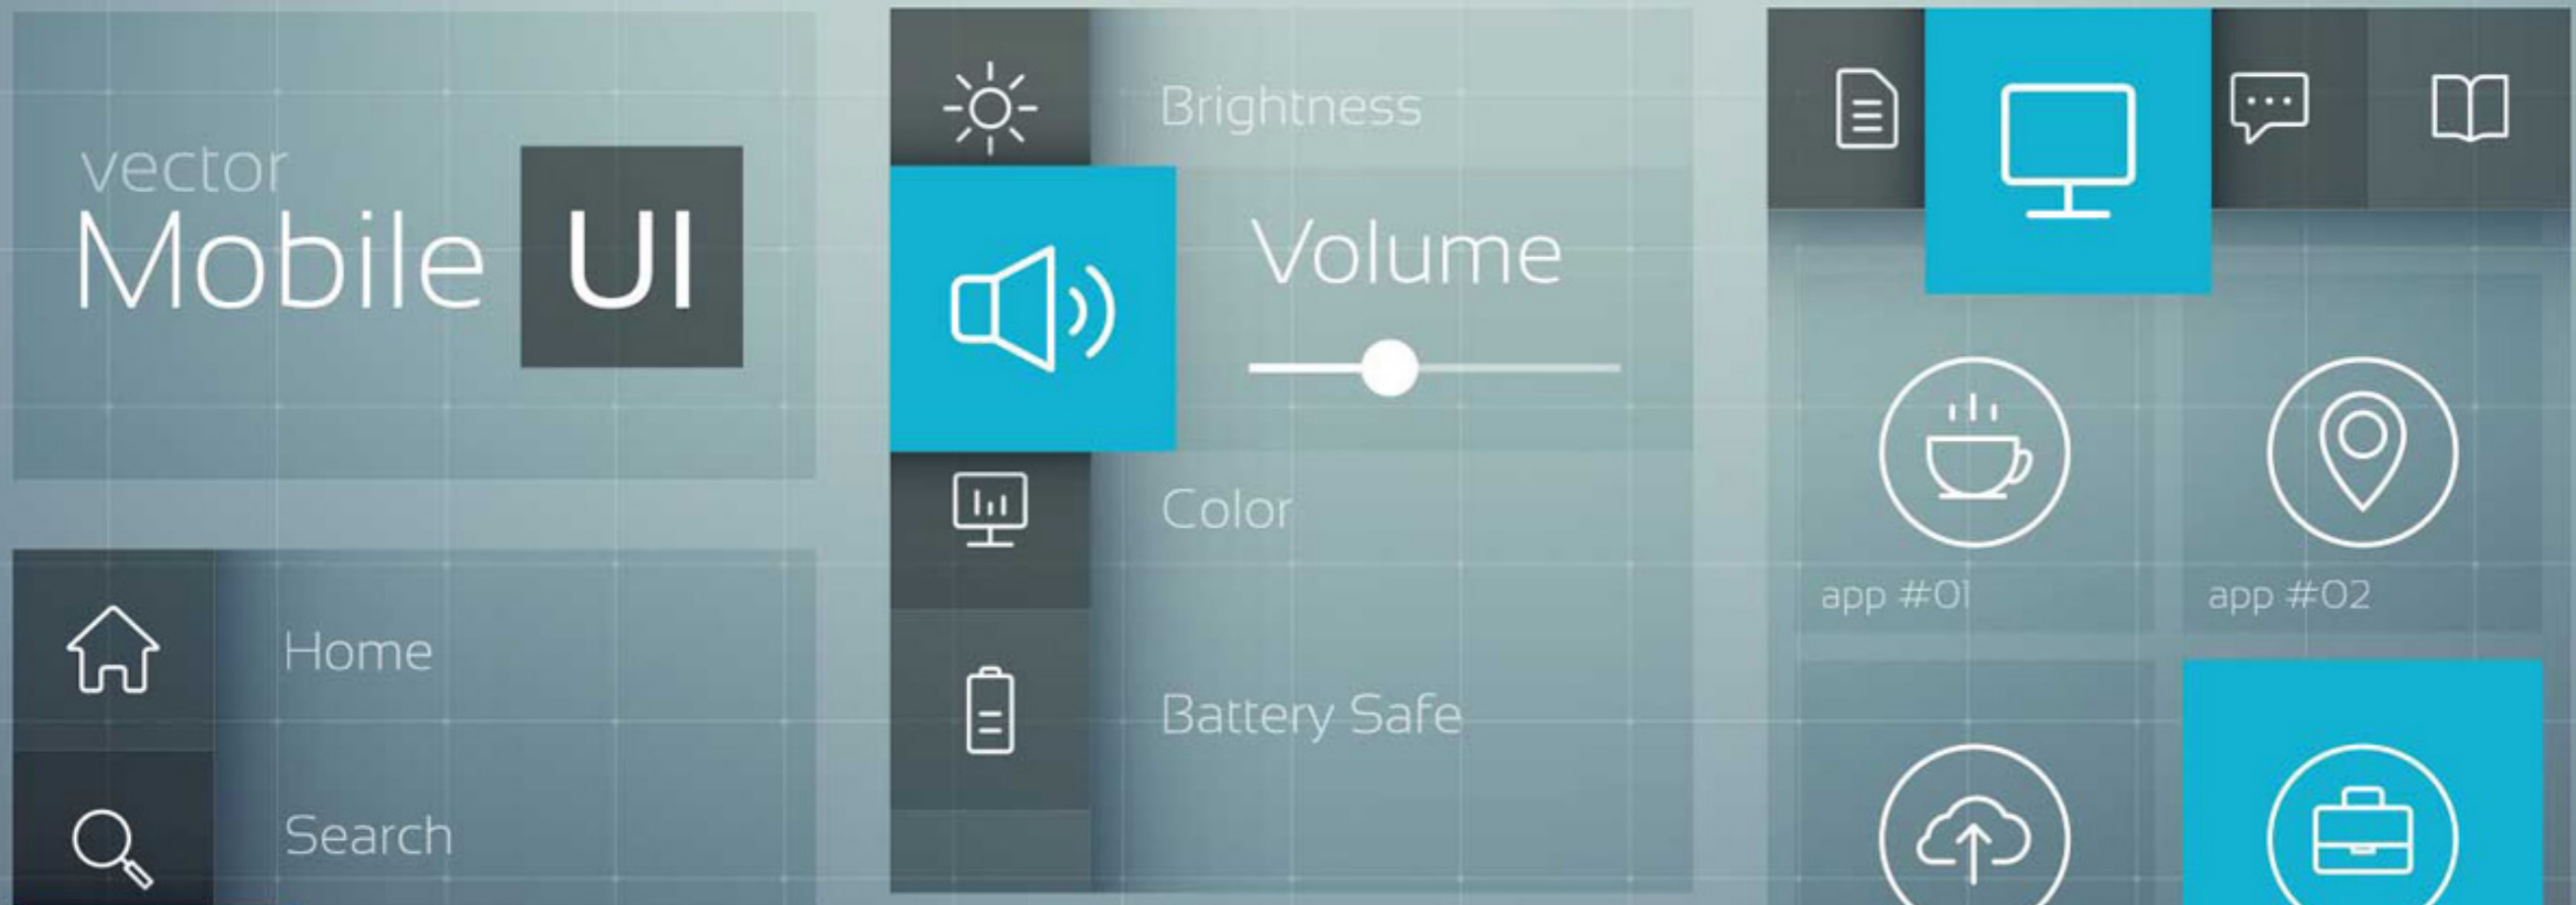 vector
Mobile UI
Home
Search
Brightness
Volume
Color
Battery Safe
app #01
app #02